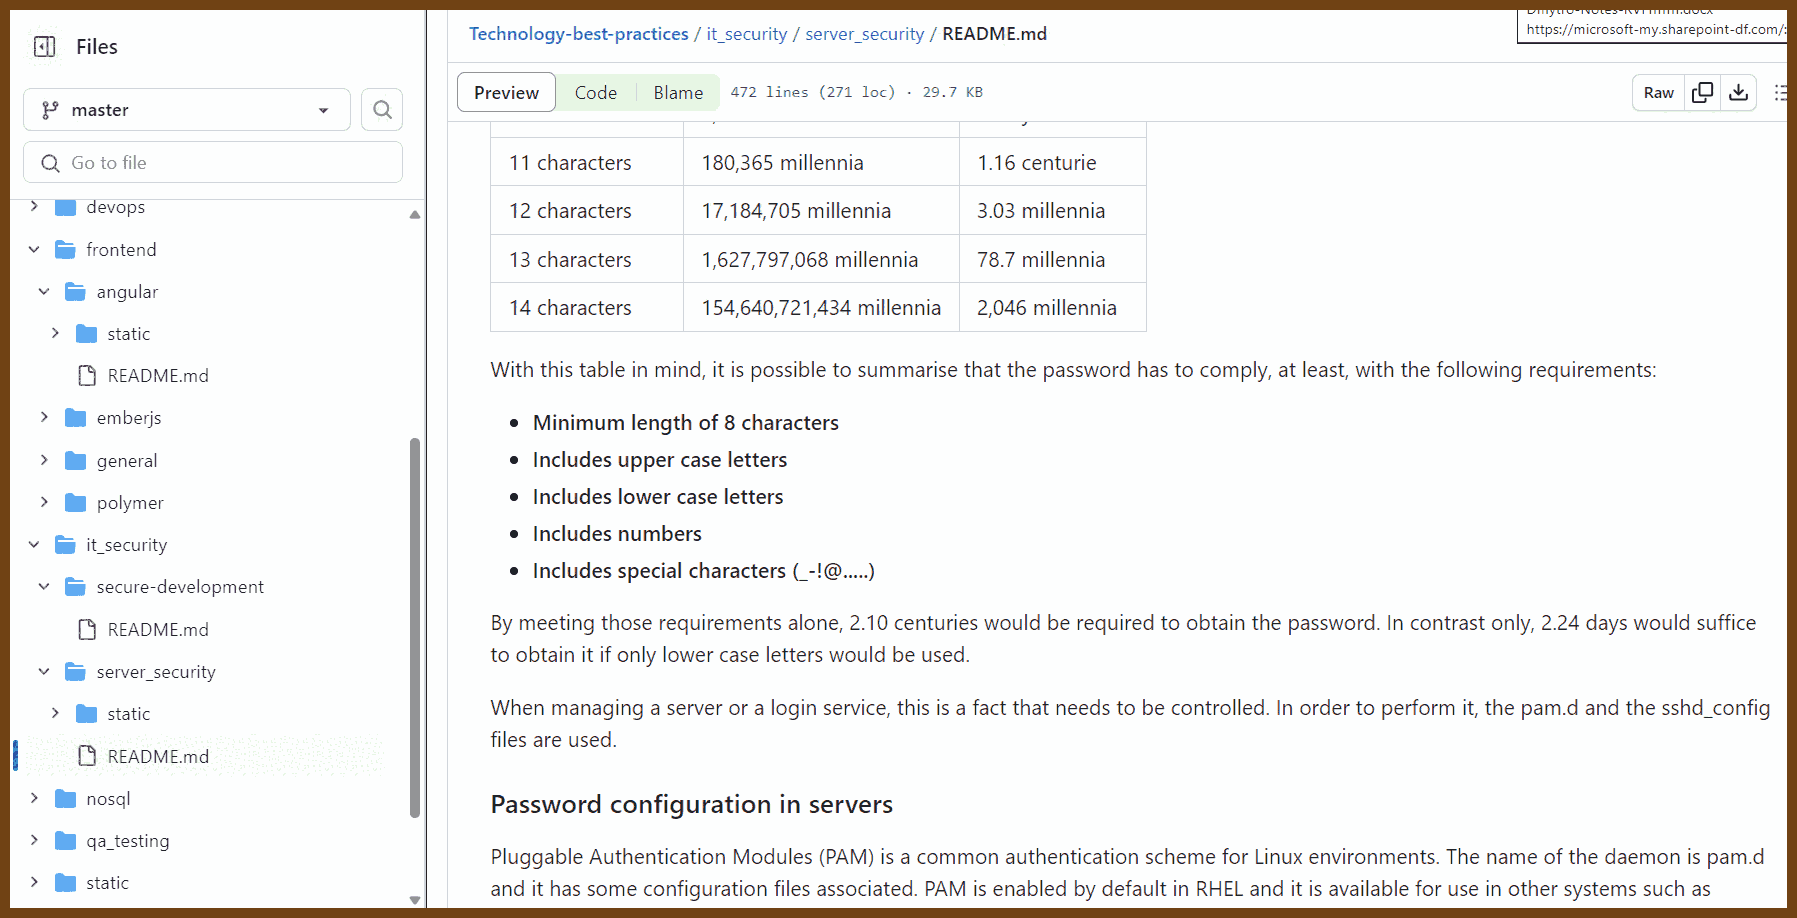 Files
master
Go to file
devops
frontend
angular
static
README.md
emberjs
general
polymer
it_security
secure-development
README.md
server_security
static
README.md
nosql
qa_testing
static
Technology-best-practices / it_security / server_security / README.md
https://microsoft-my.sharepoint-df.com/:
Preview Code Blame 472 lines (271 loc) · 29.7 KB Raw
11 characters 180,365 millennia 1.16 centurie
12 characters 17,184,705 millennia 3.03 millennia
13 characters 1,627,797,068 millennia 78.7 millennia
14 characters 154,640,721,434 millennia 2,046 millennia
With this table in mind, it is possible to summarise that the password has to comply, at least, with the following requirements:
• Minimum length of 8 characters
• Includes upper case letters
• Includes lower case letters
• Includes numbers
• Includes special characters (_-!@.....)
By meeting those requirements alone, 2.10 centuries would be required to obtain the password. In contrast only, 2.24 days would suffice
to obtain it if only lower case letters would be used.
When managing a server or a login service, this is a fact that needs to be controlled. In order to perform it, the pam.d and the sshd_config
files are used.
Password configuration in servers
Pluggable Authentication Modules (PAM) is a common authentication scheme for Linux environments. The name of the daemon is pam.d
and it has some configuration files associated. PAM is enabled by default in RHEL and it is available for use in other systems such as